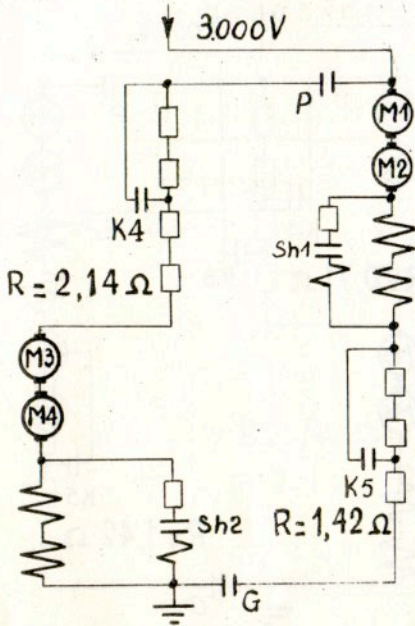 3.000V
P
M1
M2
K4
Sh1
R=2,14 Ω
M3
M4
K5
Sh2
R=1,42 Ω
G